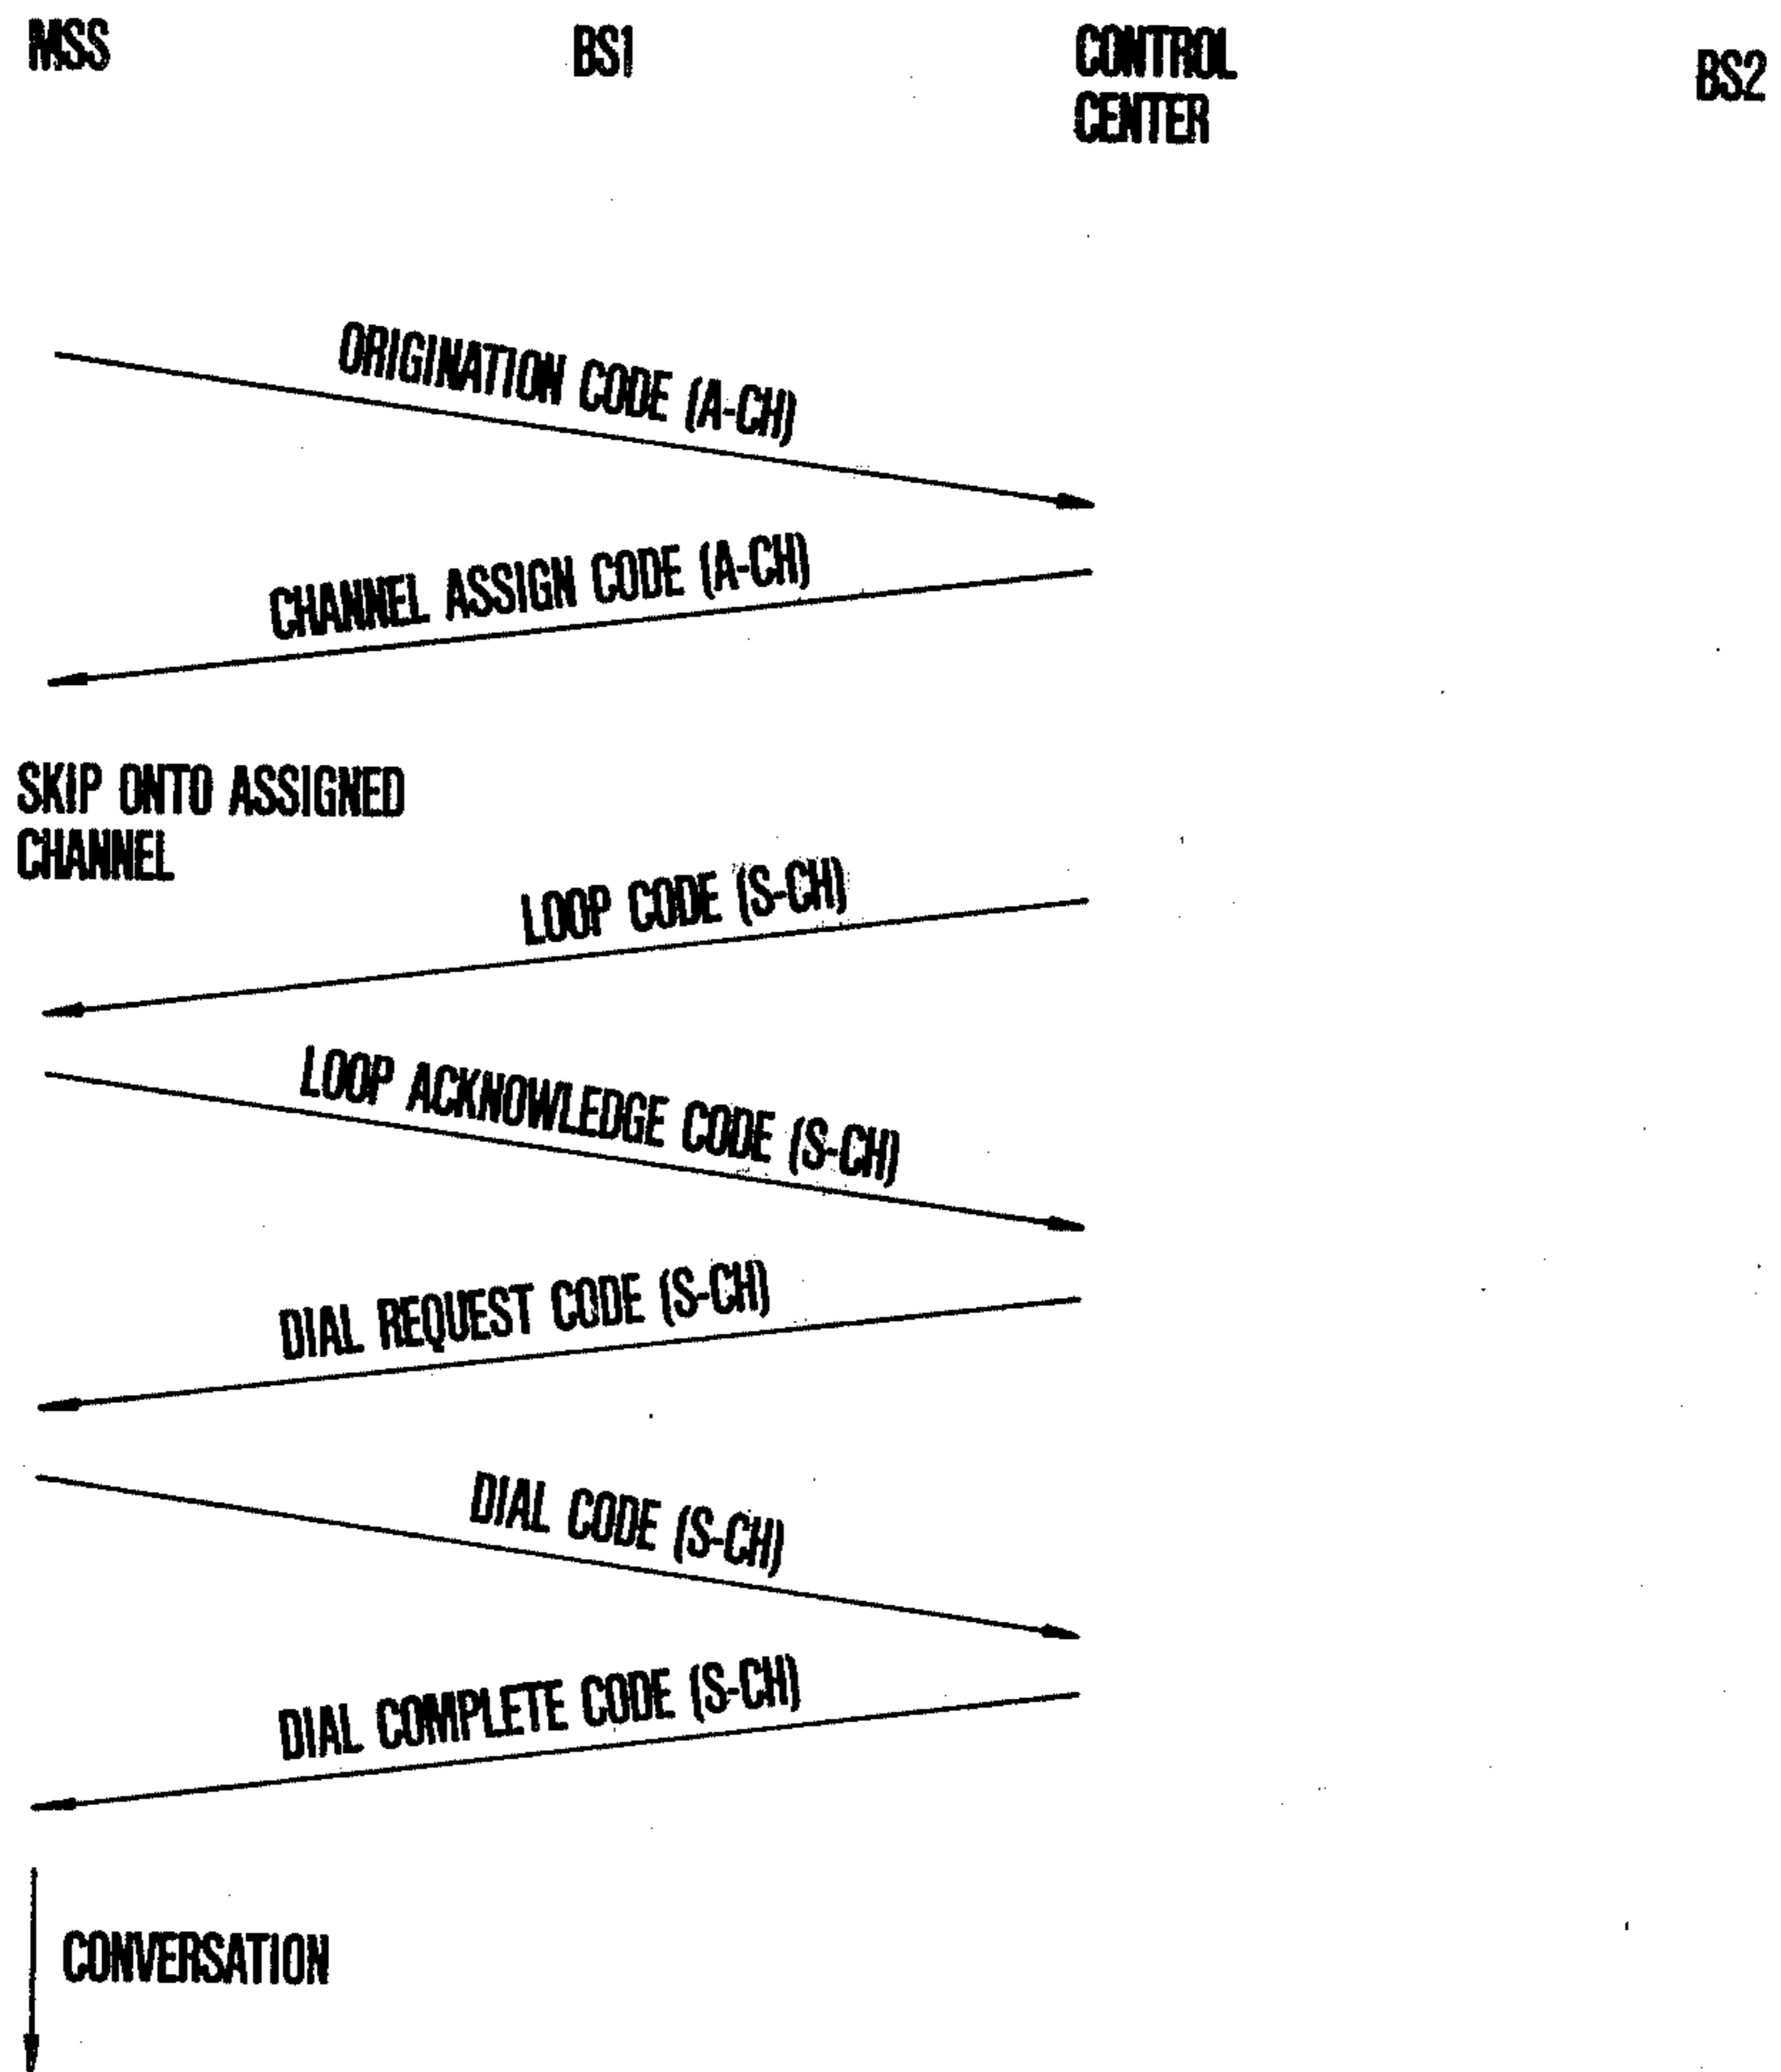 MSS
BS1
CONTROL
CENTER
BS2
ORIGINATION CODE (A-CH)
CHANNEL ASSIGN CODE (A-CH)
SKIP ONTO ASSIGNED
CHANNEL
LOOP CODE (S-CH)
LOOP ACKNOWLEDGE CODE (S-CH)
DIAL REQUEST CODE (S-CH)
DIAL CODE (S-CH)
DIAL COMPLETE CODE (S-CH)
CONVERSATION